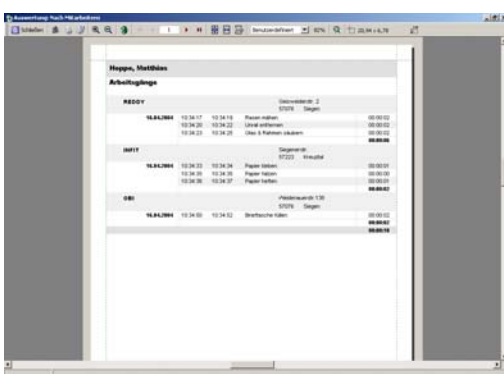 Auswertung: Nach Mitarbeitern
Schließen 1 Benutzerdefiniert 82%
Hoppe, Matthias
Arbeitsgänge
REDDY
57078 Siegen
16.04.2004 10:34:17 10:34:19 Rasen mähen 00:00:02
10:34:20 10:34:22 Unrat entfernen 00:00:02
10:34:23 10:34:25 Glas & Rahmen säubern 00:00:02
00:00:06
INFIT Siegenerstr.
57223 Kreuztal
16.04.2004 10:34:33 10:34:34 Papier kleben 00:00:01
10:34:35 10:34:35 Papier 00:00:00
10:34:36 10:34:37 Papier heften 00:00:01
00:00:02
OBI
57076 Siegen
16.04.2004 10:34:50 10:34:52 00:00:02
00:00:02
00:00:10